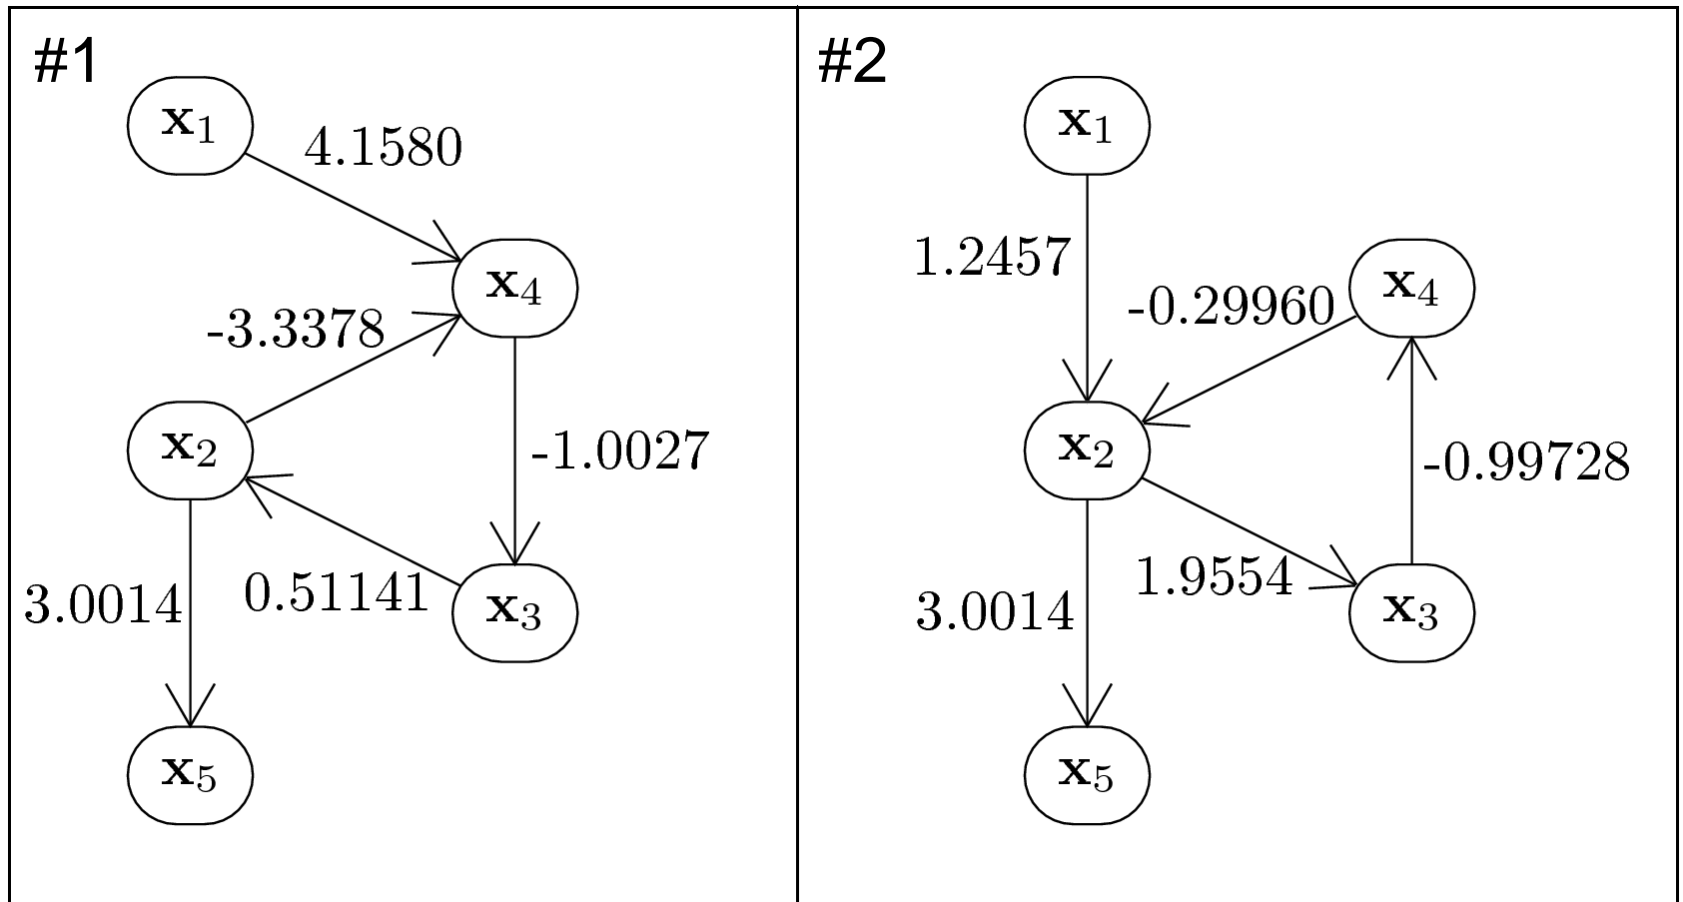 #1
x1
4.1580
x4
-3.3378
x2
-1.0027
3.0014
0.51141
x3
x5
#2
x1
1.2457
-0.29960
x4
x2
-0.99728
3.0014
1.9554
x3
x5